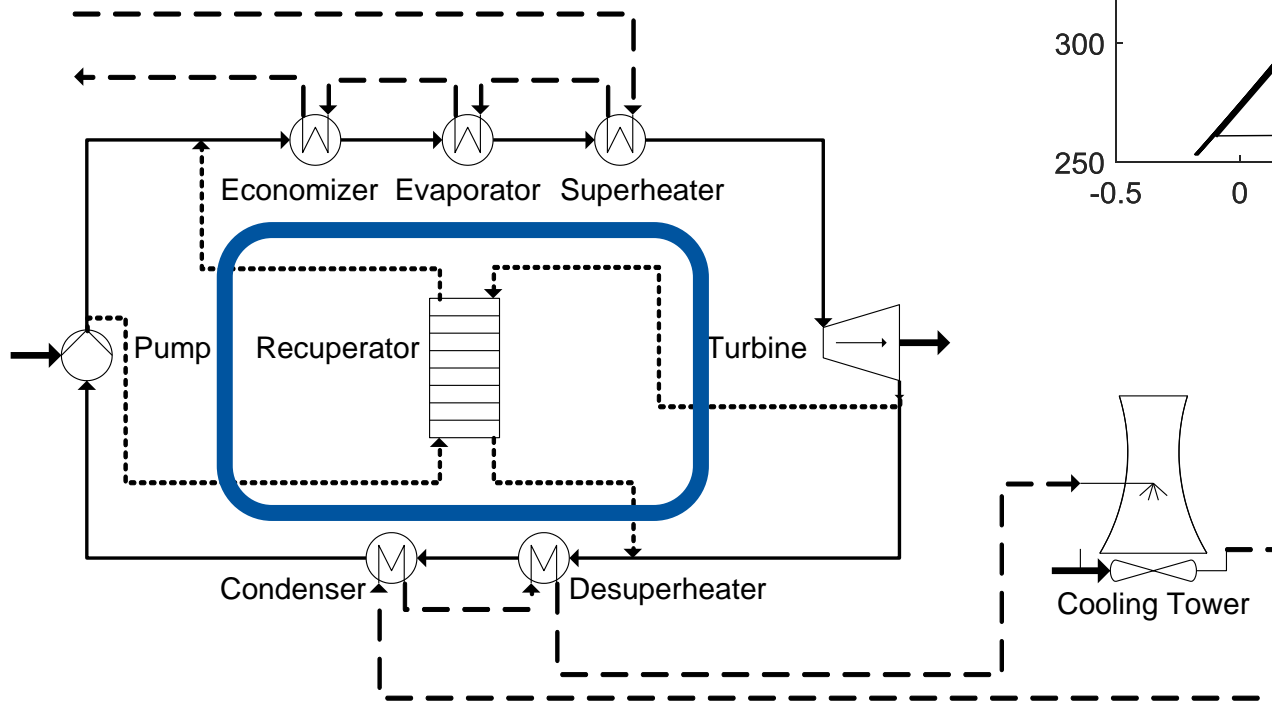 300
250
-0.5 0
Economizer Evaporator Superheater
Pump Recuperator Turbine
Condenser Desuperheater
Cooling Tower